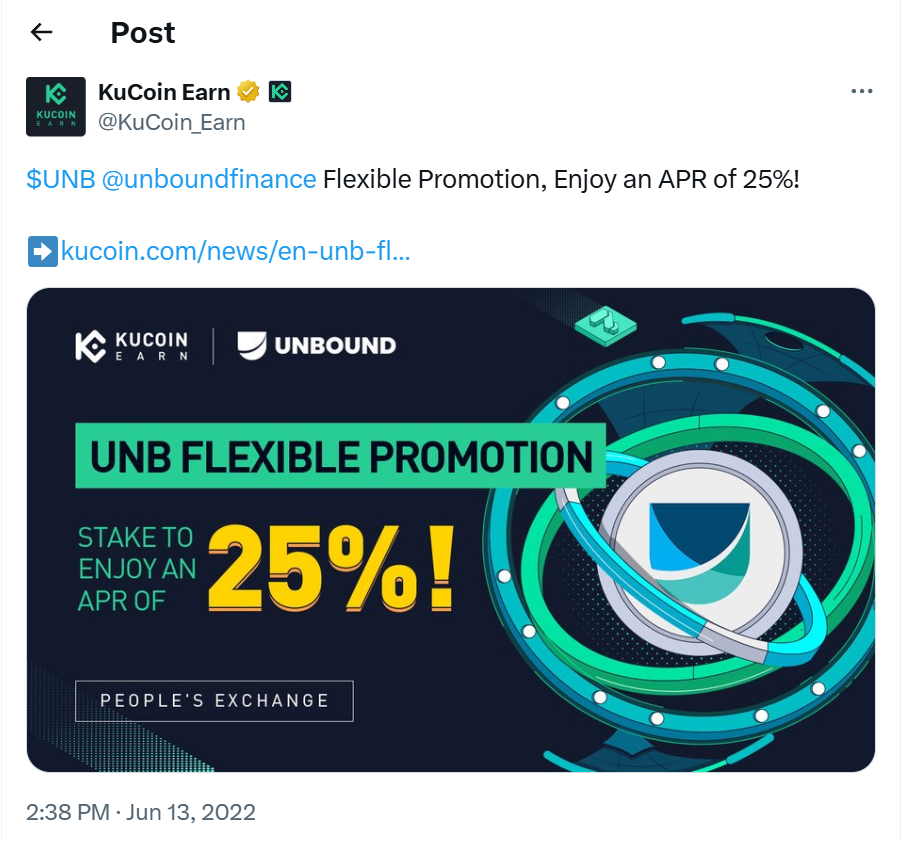 Post
KuCoin Earn
@KuCoin_Earn
$UNB @unboundfinance Flexible Promotion, Enjoy an APR of 25%!
kucoin.com/news/en-unb-fl...
KUCOIN
EARN
UNBOUND
UNB FLEXIBLE PROMOTION
STAKE TO
ENJOY AN
APR OF
25%!
PEOPLE'S EXCHANGE
2:38 PM · Jun 13, 2022